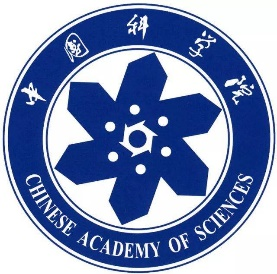 中国科学院
CHINESE ACADEMY OF SCIENCES